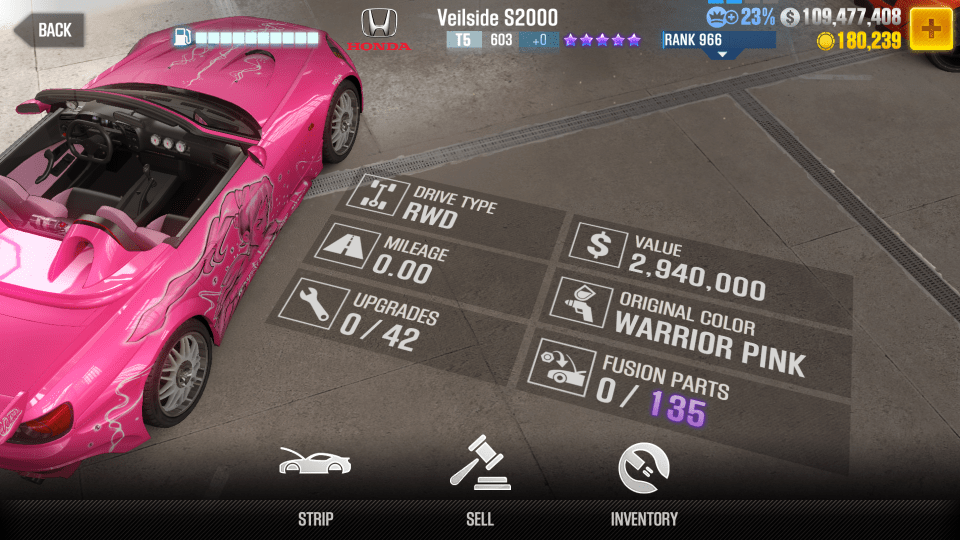 BACK
HONDA
Veilside S2000
T5 603 +0
RANK 966
23%
$ 109,477,408
180,239
+
DRIVE TYPE
RWD
MILEAGE
0.00
UPGRADES
0 / 42
$
VALUE
2,940,000
ORIGINAL COLOR
WARRIOR PINK
FUSION PARTS
0 / 135
STRIP
SELL
INVENTORY